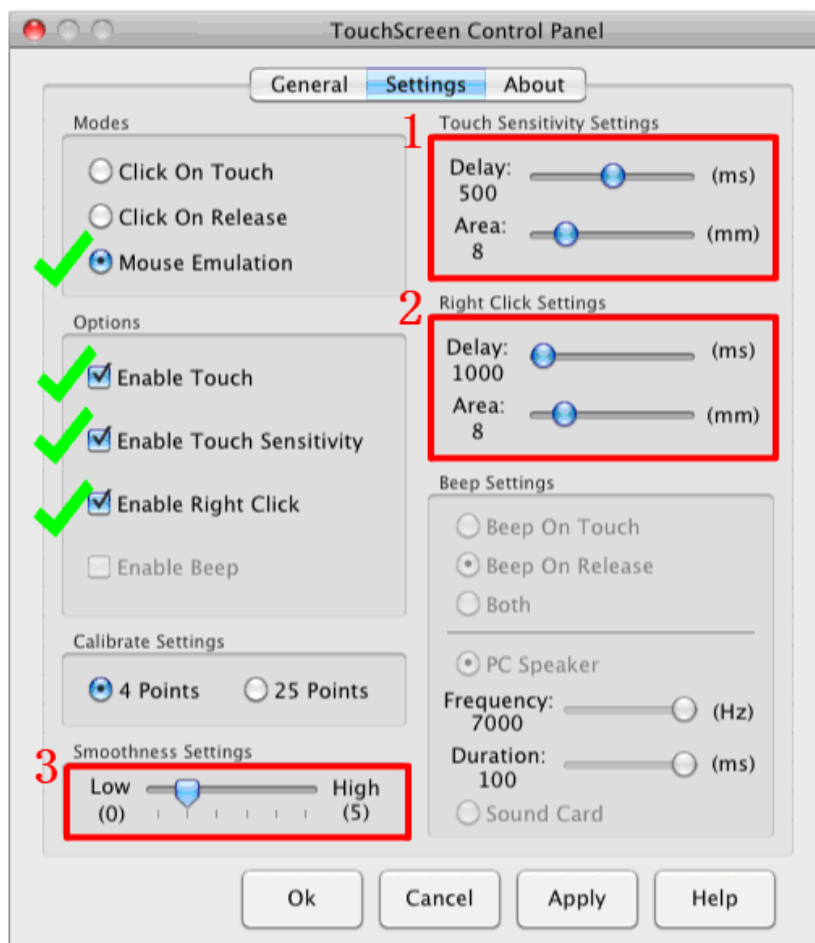 TouchScreen Control Panel
General Settings About
Modes
Click On Touch
Click On Release
Mouse Emulation
Options
Enable Touch
Enable Touch Sensitivity
Enable Right Click
Enable Beep
Calibrate Settings
4 Points 25 Points
3 Smoothness Settings
Low High
(0) (5)
1 Touch Sensitivity Settings
Delay: (ms)
500
Area: (mm)
8
2 Right Click Settings
Delay: (ms)
1000
Area: (mm)
8
Beep Settings
Beep On Touch
Beep On Release
Both
PC Speaker
Frequency: (Hz)
7000
Duration: (ms)
100
Sound Card
Ok Cancel Apply Help